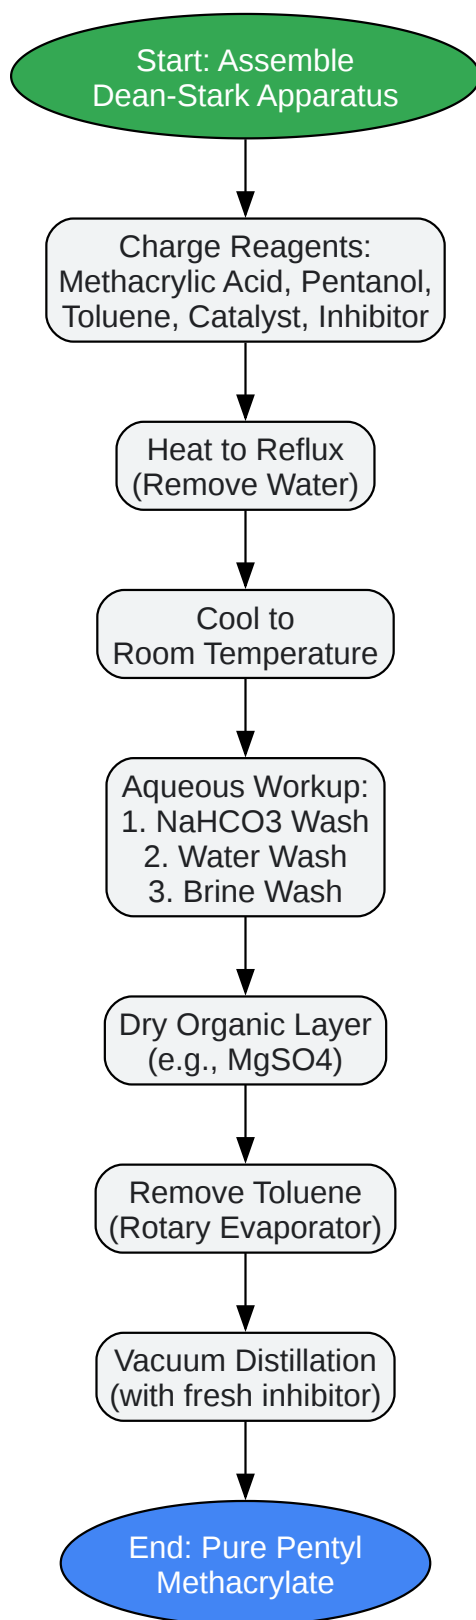 Start: Assemble
Dean-Stark Apparatus
Charge Reagents:
Methacrylic Acid, Pentanol,
Toluene, Catalyst, Inhibitor
Heat to Reflux
(Remove Water)
Cool to
Room Temperature
Aqueous Workup:
1. NaHCO3 Wash
2. Water Wash
3. Brine Wash
Dry Organic Layer
(e.g., MgSO4)
Remove Toluene
(Rotary Evaporator)
Vacuum Distillation
(with fresh inhibitor)
End: Pure Pentyl
Methacrylate